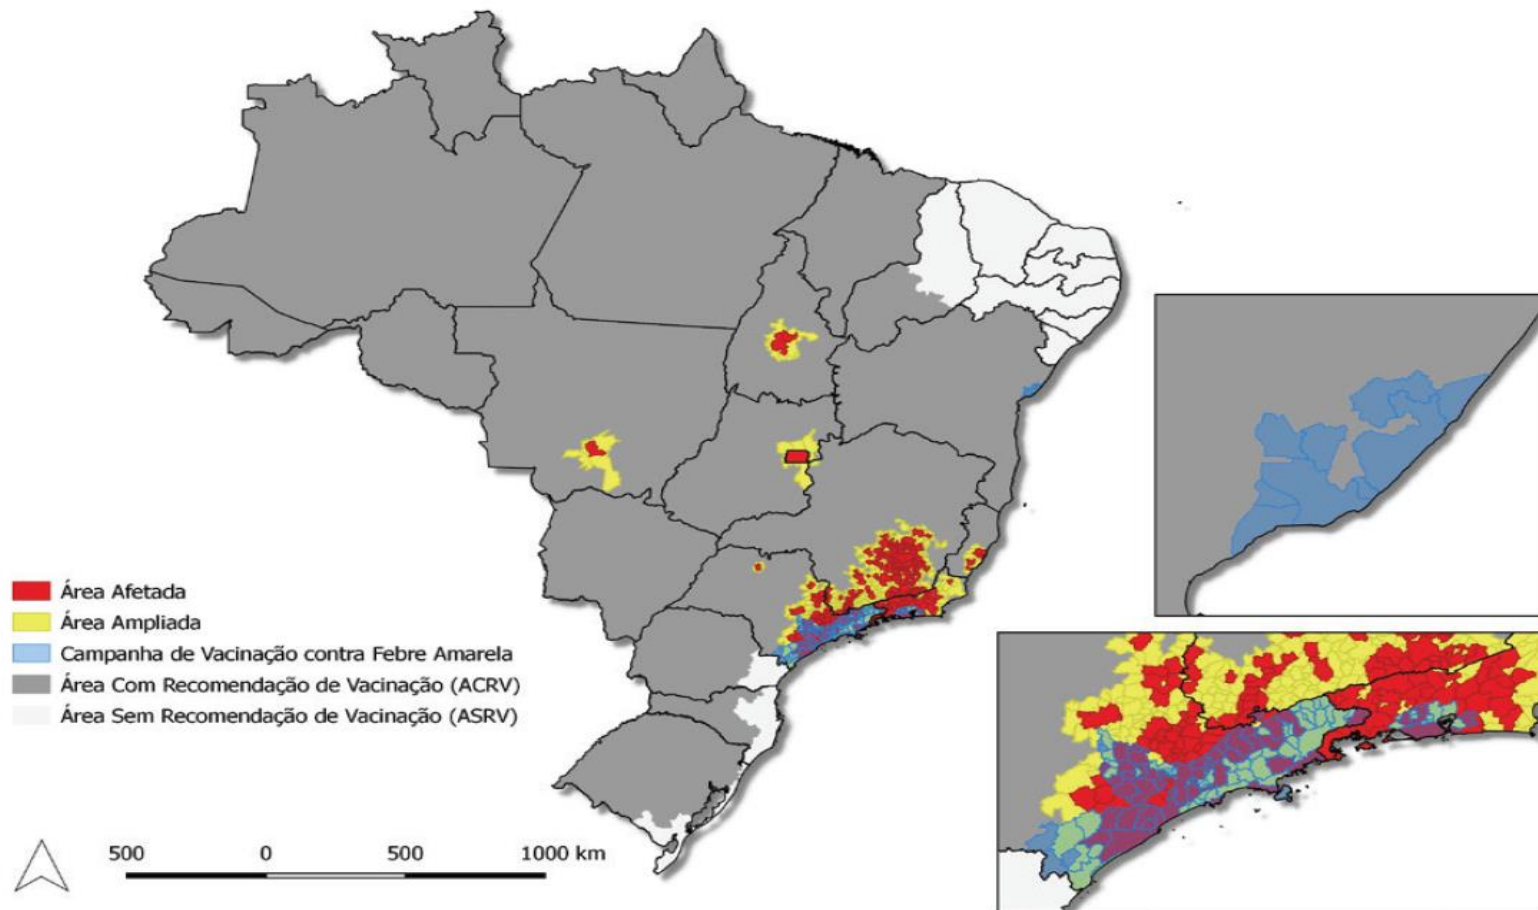 Área Afetada
Área Ampliada
Campanha de Vacinação contra Febre Amarela
Área Com Recomendação de Vacinação (ACRV)
Área Sem Recomendação de Vacinação (ASRV)
500 0 500 1000 km